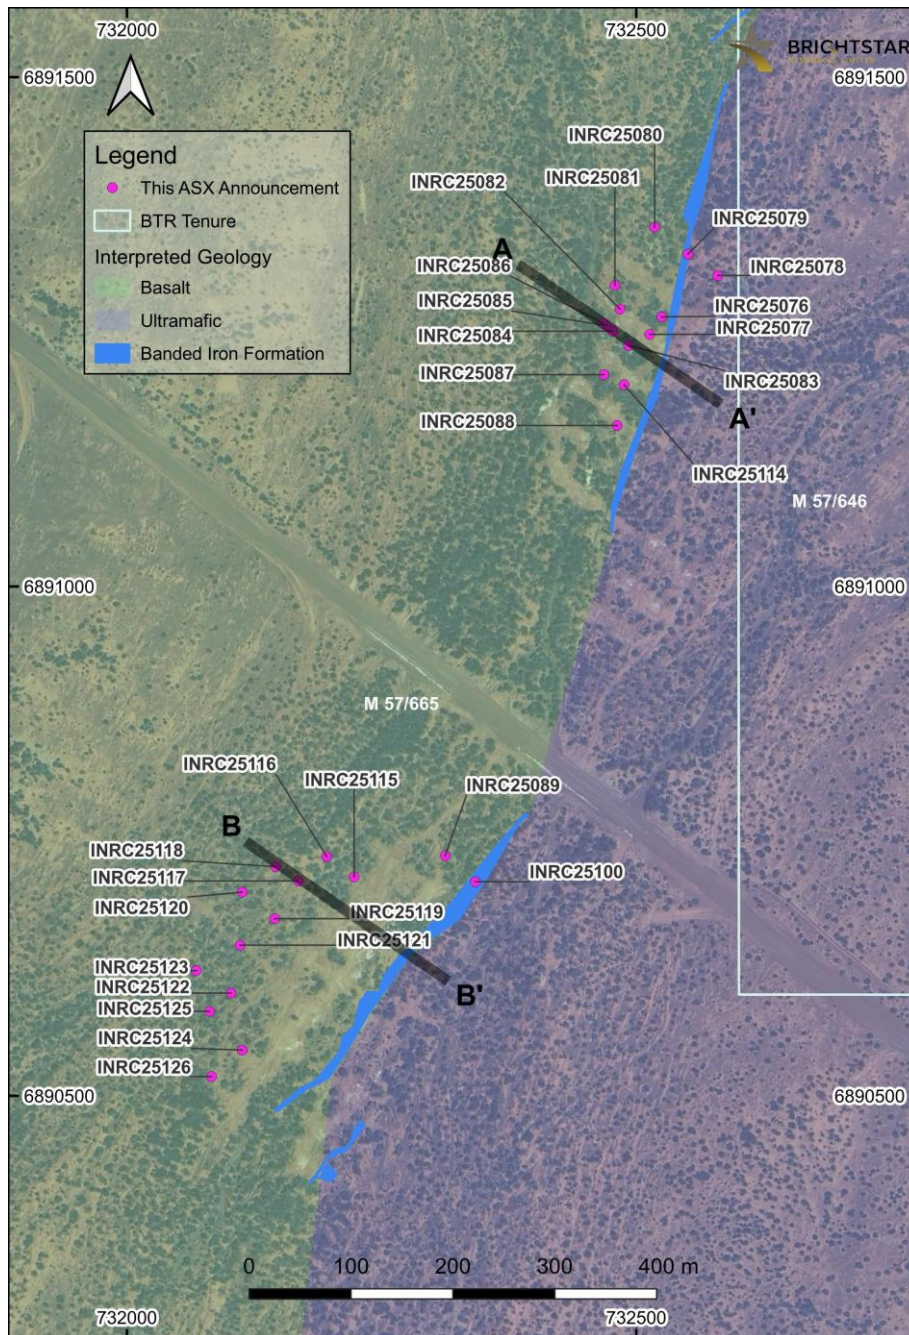 732000
732500
BRIGHTSTAR
RESOURCES LIMITED
6891500
6891500
Legend
This ASX Announcement
BTR Tenure
Interpreted Geology
Basalt
Ultramafic
Banded Iron Formation
INRC25080
INRC25082
INRC25081
INRC25079
A
INRC25086
INRC25078
INRC25085
INRC25076
INRC25084
INRC25077
INRC25087
INRC25083
INRC25088
A'
INRC25114
M 57/646
6891000
6891000
M 57/665
INRC25116
INRC25115
INRC25089
B
INRC25118
INRC25117
INRC25100
INRC25120
INRC25119
INRC25121
INRC25123
INRC25122
B'
INRC25125
INRC25124
INRC25126
6890500
6890500
0 100 200 300 400 m
732000
732500